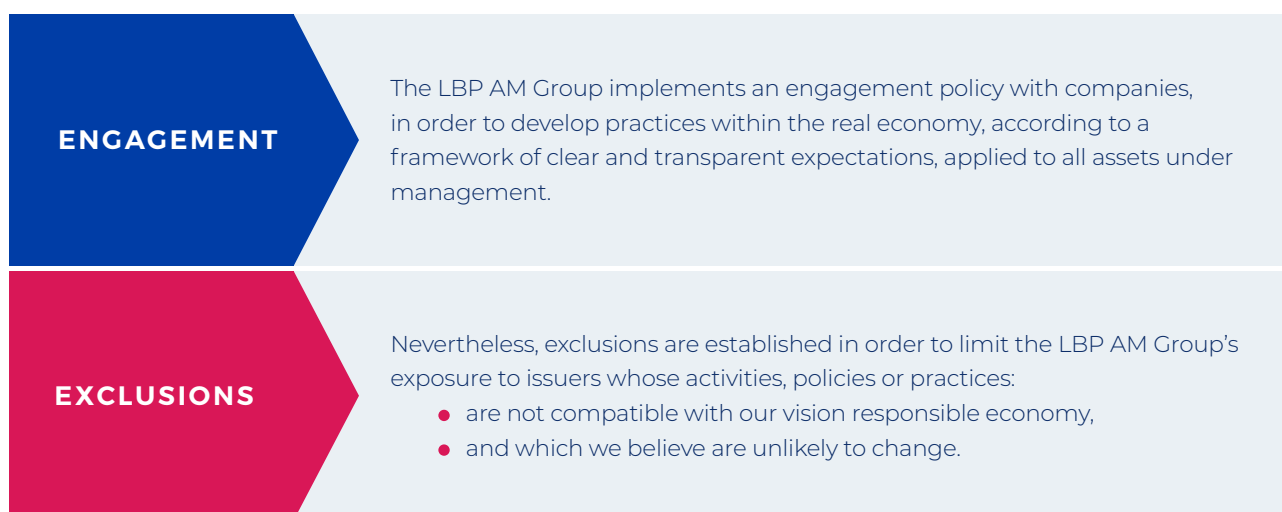 ENGAGEMENT
The LBP AM Group implements an engagement policy with companies,
in order to develop practices within the real economy, according to a
framework of clear and transparent expectations, applied to all assets under
management.
EXCLUSIONS
Nevertheless, exclusions are established in order to limit the LBP AM Group’s
exposure to issuers whose activities, policies or practices:
● are not compatible with our vision responsible economy,
● and which we believe are unlikely to change.